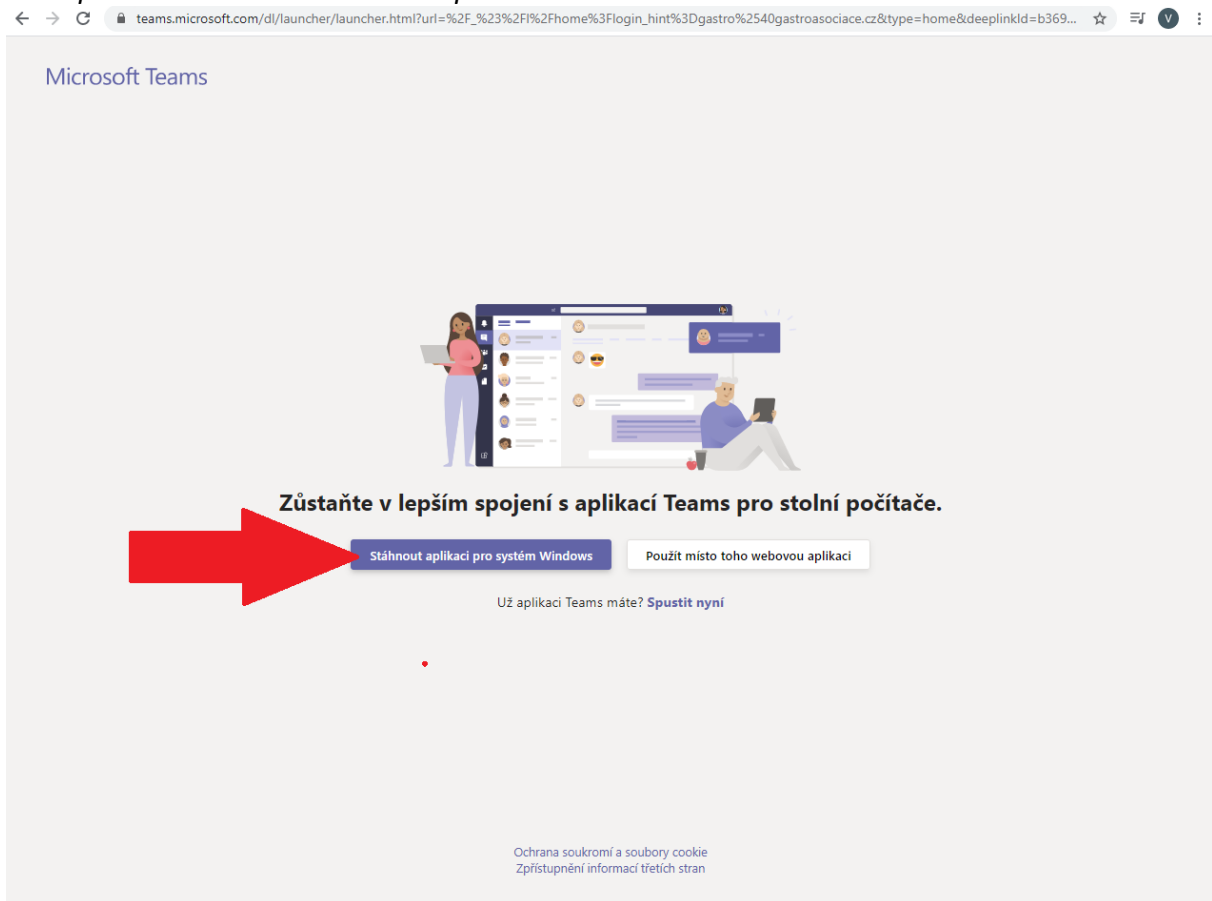 teams.microsoft.com/dl/launcher/launcher.html?url=%2F_%23%2Fl%2Fhome%3Flogin_hint%3Dgastro%2540gastroasociace.cz&type=home&deeplinkId=b369...
V
Microsoft Teams
Zůstaňte v lepším spojení s aplikací Teams pro stolní počítače.
Stáhnout aplikaci pro systém Windows
Použít místo toho webovou aplikaci
Už aplikaci Teams máte? Spustit nyní
Ochrana soukromí a soubory cookie
Zpřístupnění informací třetích stran